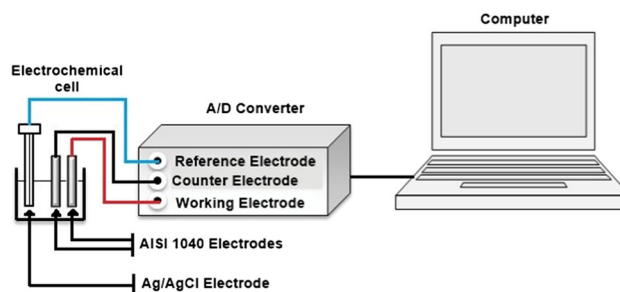 Computer
Electrochemical
cell
A/D Converter
Reference Electrode
Counter Electrode
Working Electrode
AISI 1040 Electrodes
Ag/AgCl Electrode